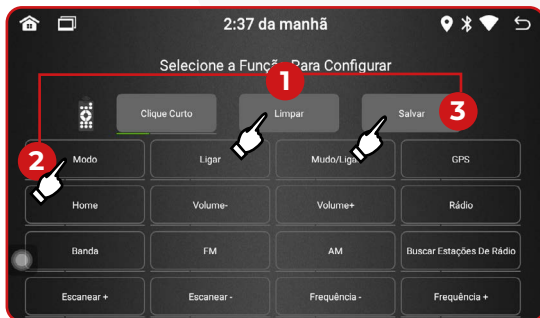 2:37 da manhã
Selecione a Função Para Configurar
1
Clique Curto Limpar Salvar 3
2 Modo Ligar Mudo/Ligar GPS
Home Volume- Volume+ Rádio
Banda FM AM Buscar Estações De Rádio
Escanear + Escanear - Frequência - Frequência +